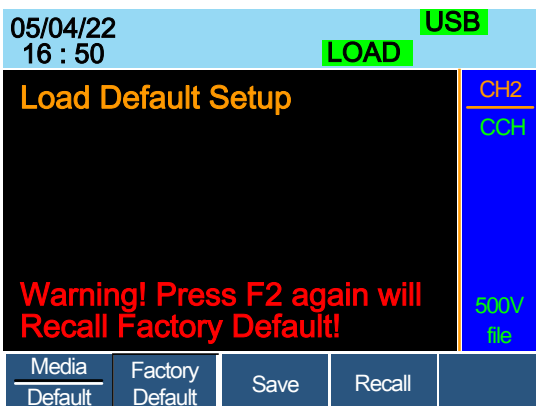 05/04/22
16 : 50
LOAD
USB
Load Default Setup
Warning! Press F2 again will
Recall Factory Default!
CH2
CCH
500V
file
Media
Default
Factory
Default
Save
Recall